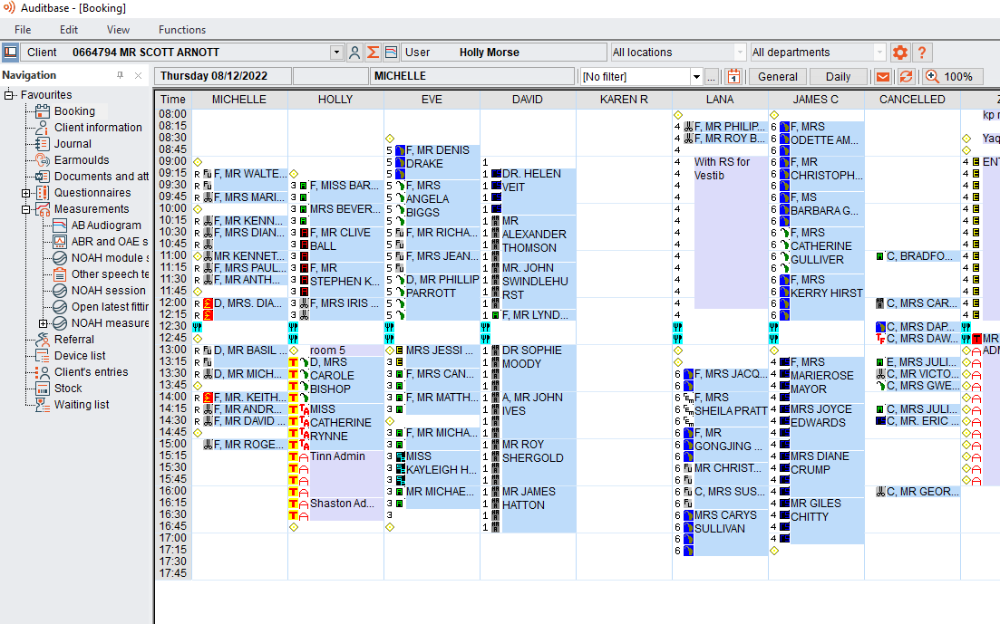 Auditbase - [Booking]
File Edit View Functions
Client 0664794 MR SCOTT ARNOTT User Holly Morse All locations All departments
Navigation Thursday 08/12/2022 MICHELLE [No filter] ... General Daily 100%
Favourites
Booking
Client information
Journal
Earmoulds
Documents and att
Questionnaires
Measurements
AB Audiogram
ABR and OAE s
NOAH module s
Other speech te
NOAH session
Open latest fittir
NOAH measure
Referral
Device list
Client's entries
Stock
Waiting list
Time MICHELLE HOLLY EVE DAVID KAREN R LANA JAMES C CANCELLED
08:00
08:15
08:30
08:45
09:00
09:15
09:30
09:45
10:00
10:15
10:30
10:45
11:00
11:15
11:30
11:45
12:00
12:15
12:30
12:45
13:00
13:15
13:30
13:45
14:00
14:15
14:30
14:45
15:00
15:15
15:30
15:45
16:00
16:15
16:30
16:45
17:00
17:15
17:30
17:45
F, MR WALTE...
F, MRS MARI...
F, MR KENN...
F, MRS DIAN...
MR KENNET...
F, MRS PAUL...
F, MR ANTH...
D, MRS. DIA...
D, MR BASIL ...
D, MR MICH...
F, MR. KEITH...
F, MR ANDR...
F, MR DAVID ...
F, MR ROGE...
F, MISS BAR...
MRS BEVER...
F, MR CLIVE
BALL
F, MR
STEPHEN K...
F, MRS IRIS ...
room 5
D, MRS
CAROLE
BISHOP
MISS
CATHERINE
RYNNE
Tinn Admin
Shaston Ad...
F, MR DENIS
DRAKE
F, MRS
ANGELA
BIGGS
F, MR RICHA...
F, MRS JEAN...
D, MR PHILLIP
PARROTT
MRS JESSI ...
F, MRS CAN...
F, MR MATTH...
F, MR MICHA...
MISS
KAYLEIGH H...
MR MICHAE...
DR. HELEN
VEIT
MR
ALEXANDER
THOMSON
MR. JOHN
SWINDLEHU
RST
F, MR LYND...
DR SOPHIE
MOODY
A, MR JOHN
IVES
MR ROY
SHERGOLD
MR JAMES
HATTON
F, MR PHILIP...
F, MR ROY B...
With RS for
Vestib
F, MRS JACQ...
F, MRS
SHEILA PRATT
F, MR
GONGJING ...
MR CHRIST...
C, MRS SUS...
MRS CARYS
SULLIVAN
F, MRS
ODETTE AM...
F, MR
CHRISTOPH...
F, MS
BARBARA G...
F, MRS
CATHERINE
GULLIVER
F, MRS
KERRY HIRST
F, MRS
MARIEROSE
MAYOR
MRS JOYCE
EDWARDS
MRS DIANE
CRUMP
MR GILES
CHITTY
C, BRADFO...
C, MRS CAR...
C, MRS DAP...
C, MRS DAW...
E, MRS JULI...
C, MR VICTO...
C, MRS GWE...
C, MRS JULI...
C, MR. ERIC ...
C, MR GEOR...
kp r
Yaq
ENT
MR
ADM